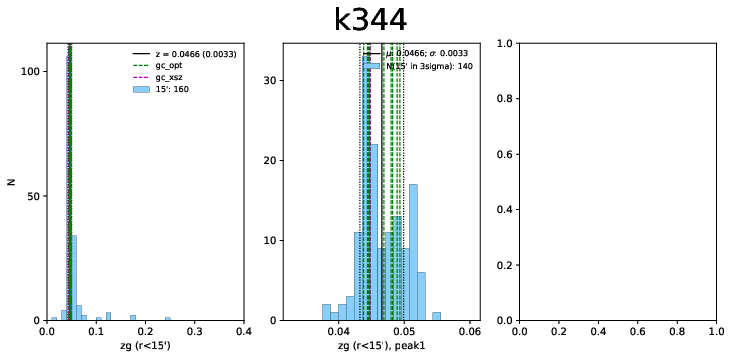 k344
z = 0.0466 (0.0033)
gc_opt
gc_xsz
15': 160
N
100
50
0
0.0 0.1 0.2 0.3 0.4
zg (r<15')
μ: 0.0466; σ: 0.0033
N(15' in 3sigma): 140
30
20
10
0
0.04 0.05 0.06
zg (r<15'), peak1
1.0
0.8
0.6
0.4
0.2
0.0
0.0 0.2 0.4 0.6 0.8 1.0